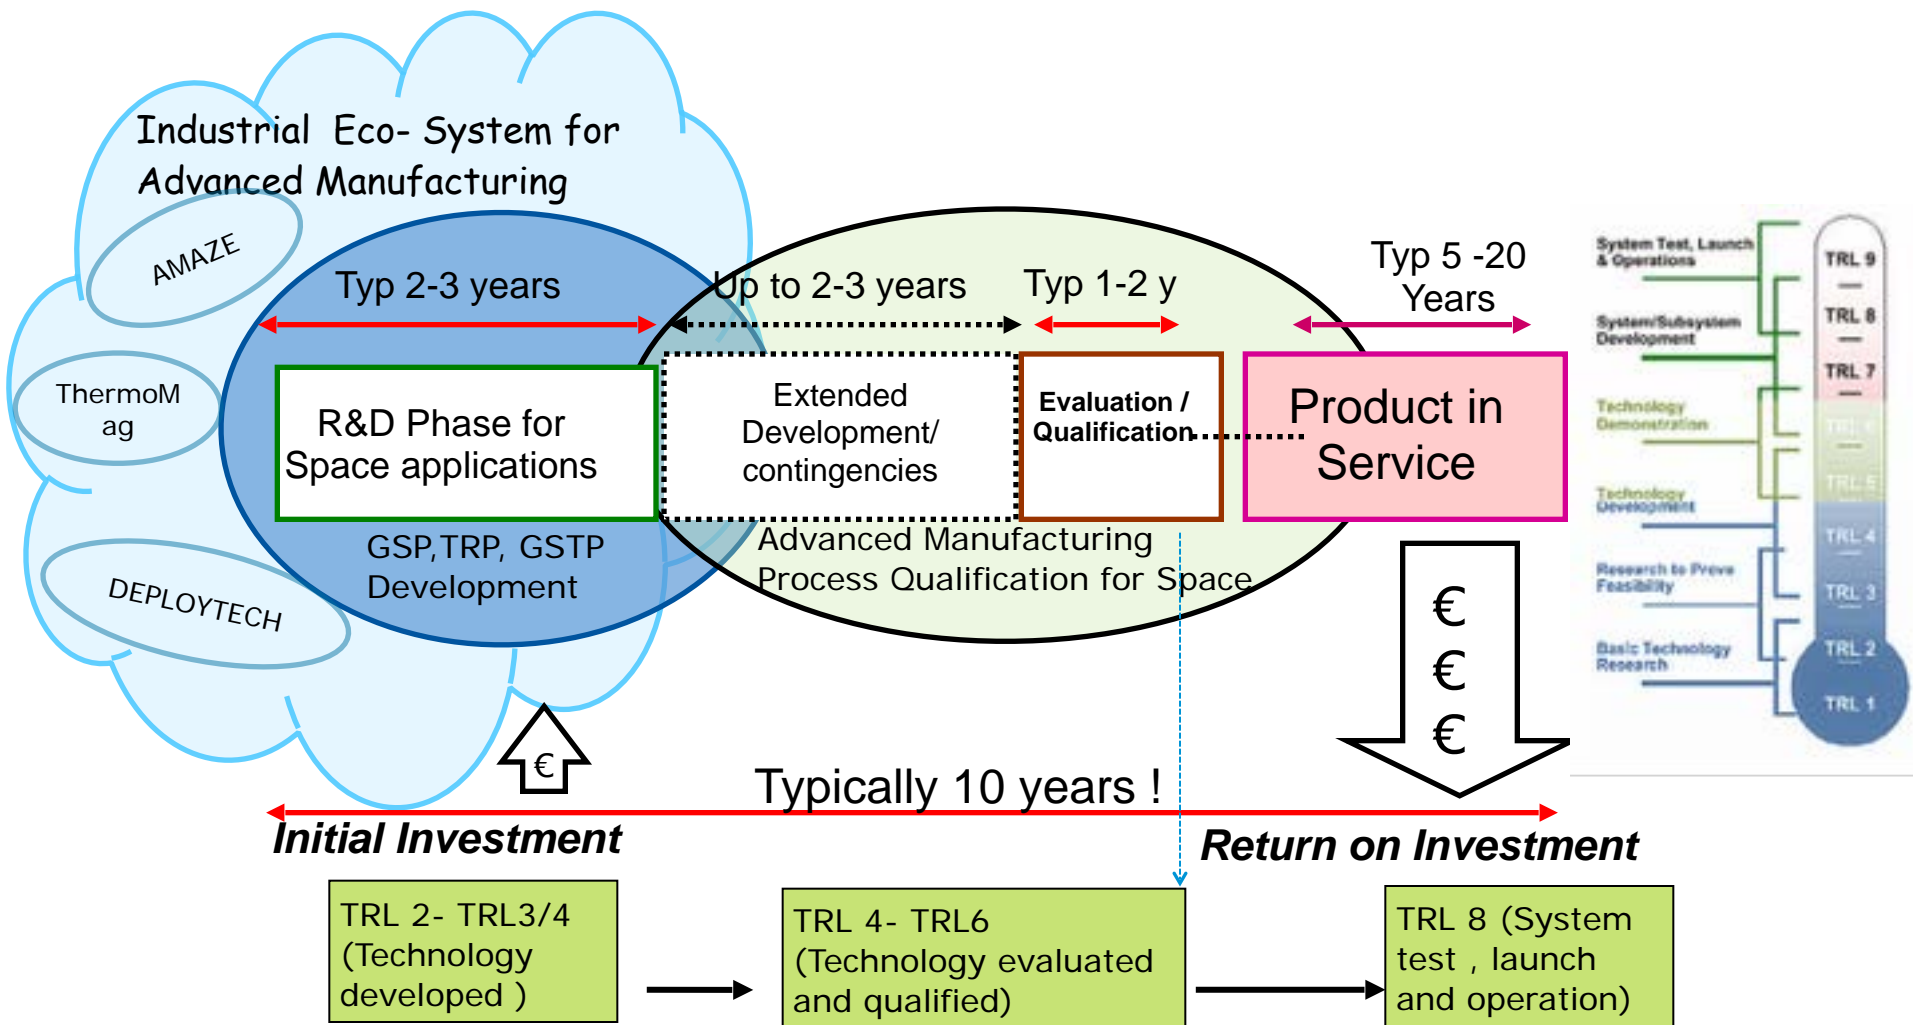 Industrial Eco- System for
Advanced Manufacturing
AMAZE
ThermoM
ag
DEPLOYTECH
Typ 2-3 years
Up to 2-3 years
Typ 1-2 y
Typ 5 -20
Years
R&D Phase for
Space applications
Extended
Development/
contingencies
Evaluation /
Qualification
Product in
Service
GSP,TRP, GSTP
Development
Advanced Manufacturing
Process Qualification for Space
€
€
€
€
Typically 10 years !
Initial Investment
Return on Investment
TRL 2- TRL3/4
(Technology
developed )
TRL 4- TRL6
(Technology evaluated
and qualified)
TRL 8 (System
test , launch
and operation)
System Test, Launch
& Operations
System/Subsystem
Development
Technology
Demonstration
Technology
Development
Research to Prove
Feasibility
Basic Technology
Research
TRL 9
TRL 8
TRL 7
TRL 6
TRL 5
TRL 4
TRL 3
TRL 2
TRL 1